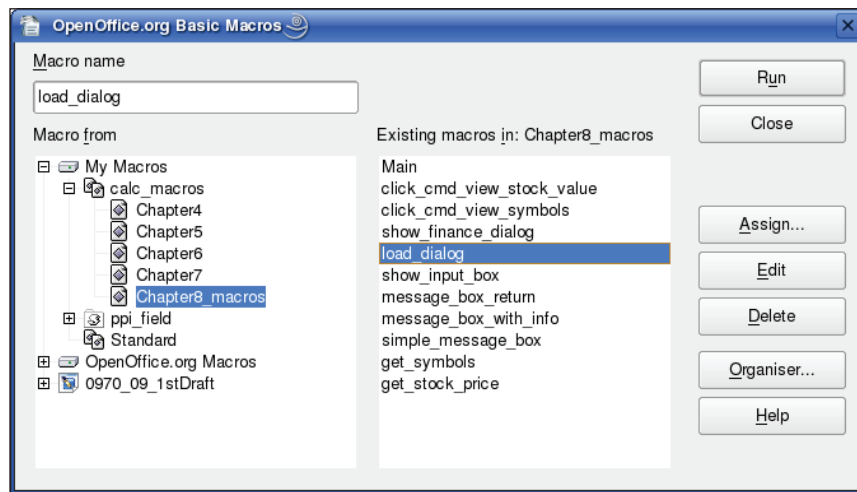 OpenOffice.org Basic Macros
Macro name
load_dialog
Macro from
My Macros
calc_macros
Chapter4
Chapter5
Chapter6
Chapter7
Chapter8_macros
ppi_field
Standard
OpenOffice.org Macros
0970_09_1stDraft
Existing macros in: Chapter8_macros
Main
click_cmd_view_stock_value
click_cmd_view_symbols
show_finance_dialog
load_dialog
show_input_box
message_box_return
message_box_with_info
simple_message_box
get_symbols
get_stock_price
Run
Close
Assign...
Edit
Delete
Organiser...
Help